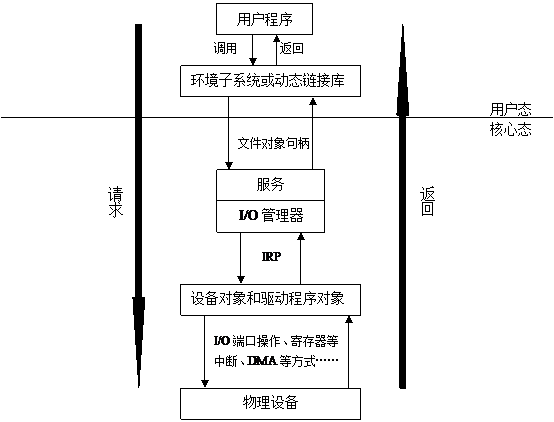 用户程序
调用
返回
环境子系统或动态链接库
用户态
核心态
文件对象句柄
服务
I/O 管理器
请求
返回
IRP
设备对象和驱动程序对象
I/O 端口操作、寄存器等
中断、DMA 等方式……
物理设备